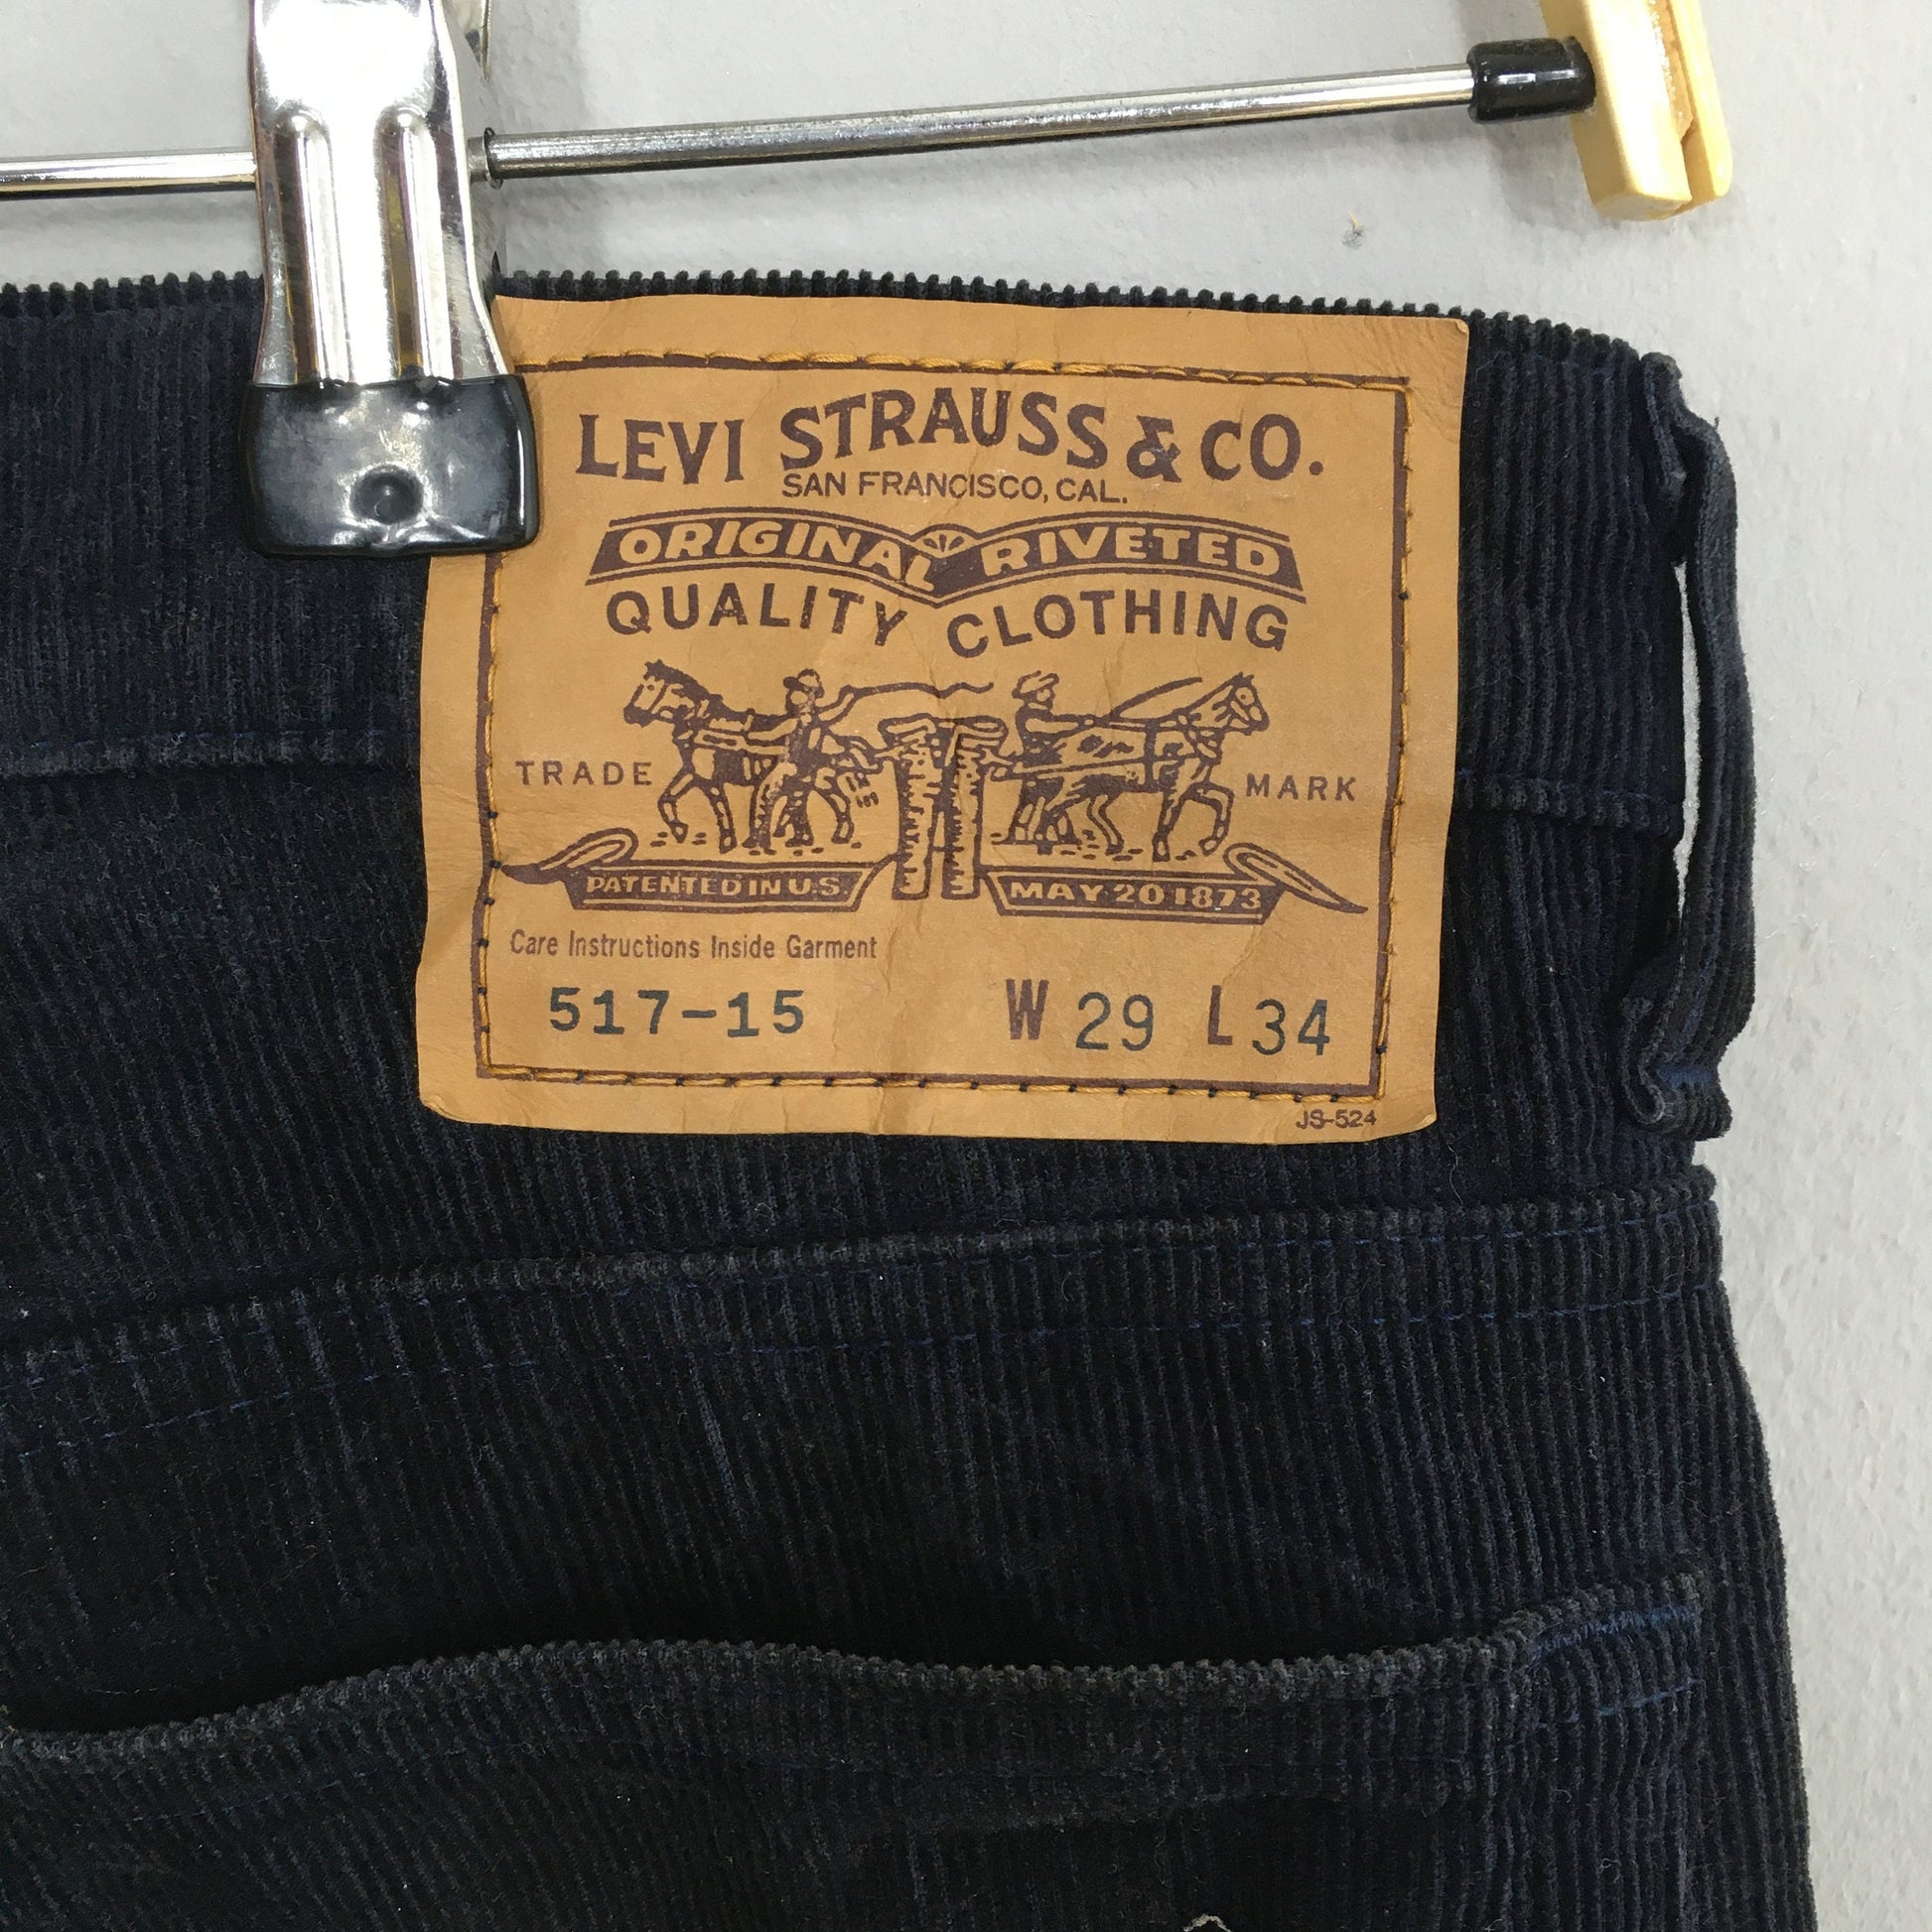 LEVI STRAUSS & CO.
SAN FRANCISCO, CAL.
ORIGINAL RIVETED
QUALITY CLOTHING
TRADE MARK
PATENTED IN U.S. MAY 20 1873
Care Instructions Inside Garment
517-15 W 29 L 34
JS-524